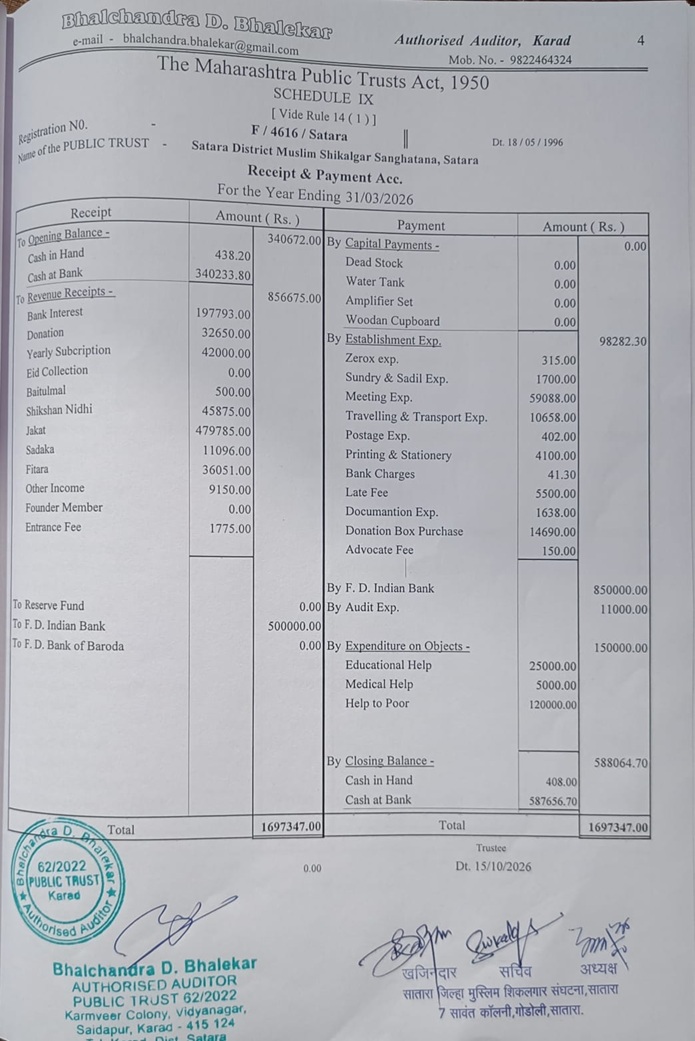 Bhalchandra D. Bhalekar
e-mail - bhalchandra.bhalekar@gmail.com
Authorised Auditor, Karad 4
Mob. No. - 9822464324
The Maharashtra Public Trusts Act, 1950
SCHEDULE IX
[ Vide Rule 14 ( 1 ) ]
Registration N0. - F / 4616 / Satara Dt. 18 / 05 / 1996
Name of the PUBLIC TRUST - Satara District Muslim Shikalgar Sanghatana, Satara
Receipt & Payment Acc.
For the Year Ending 31/03/2026
Receipt Amount ( Rs. ) Payment Amount ( Rs. )
To Opening Balance - 340672.00 By Capital Payments - 0.00
Cash in Hand 438.20 Dead Stock 0.00
Cash at Bank 340233.80 Water Tank 0.00
To Revenue Receipts - 856675.00 Amplifier Set 0.00
Bank Interest 197793.00 Woodan Cupboard 0.00
Donation 32650.00 By Establishment Exp. 98282.30
Yearly Subcription 42000.00 Zerox exp. 315.00
Eid Collection 0.00 Sundry & Sadil Exp. 1700.00
Baitulmal 500.00 Meeting Exp. 59088.00
Shikshan Nidhi 45875.00 Travelling & Transport Exp. 10658.00
Jakat 479785.00 Postage Exp. 402.00
Sadaka 11096.00 Printing & Stationery 4100.00
Fitara 36051.00 Bank Charges 41.30
Other Income 9150.00 Late Fee 5500.00
Founder Member 0.00 Documantion Exp. 1638.00
Entrance Fee 1775.00 Donation Box Purchase 14690.00
Advocate Fee 150.00
By F. D. Indian Bank 850000.00
To Reserve Fund 0.00 By Audit Exp. 11000.00
To F. D. Indian Bank 500000.00
To F. D. Bank of Baroda 0.00 By Expenditure on Objects - 150000.00
Educational Help 25000.00
Medical Help 5000.00
Help to Poor 120000.00
By Closing Balance - 588064.70
Cash in Hand 408.00
Cash at Bank 587656.70
Total 1697347.00 Total 1697347.00
Trustee
0.00 Dt. 15/10/2026
Bhalchandra D. Bhalekar
62/2022
PUBLIC TRUST
Karad
Authorised Auditor
Bhalchandra D. Bhalekar
AUTHORISED AUDITOR
PUBLIC TRUST 62/2022
Karmveer Colony, Vidyanagar,
Saidapur, Karad - 415 124
Dist. Satara
खजिनदार सचिव अध्यक्ष
सातारा जिल्हा मुस्लिम शिकलगार संघटना,सातारा
7 सावंत कॉलनी,गोडोली,सातारा.